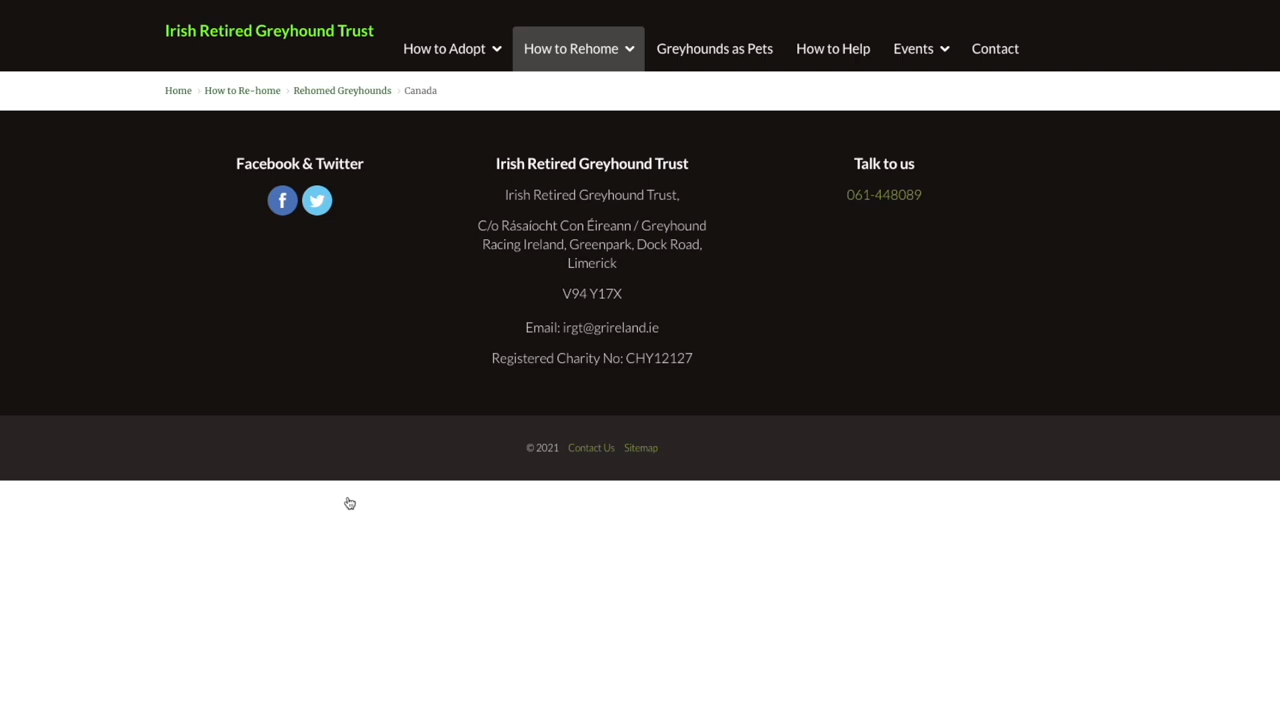 Irish Retired Greyhound Trust
How to Adopt
How to Rehome
Greyhounds as Pets
How to Help
Events
Contact
Home › How to Re-home › Rehomed Greyhounds › Canada
Facebook & Twitter
Irish Retired Greyhound Trust
Irish Retired Greyhound Trust,
C/o Rásaíocht Con Éireann / Greyhound
Racing Ireland, Greenpark, Dock Road,
Limerick
V94 Y17X
Email: irgt@grireland.ie
Registered Charity No: CHY12127
Talk to us
061-448089
© 2021 Contact Us Sitemap